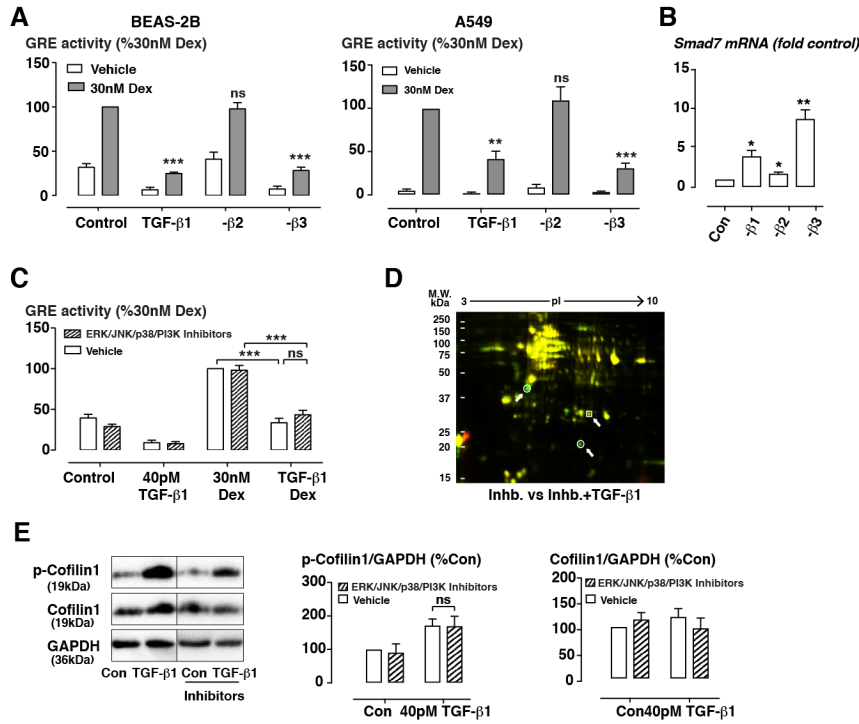 A
BEAS-2B
GRE activity (%30nM Dex)
150
100
50
0
Vehicle
30nM Dex
***
ns
***
Control TGF-β1 -β2 -β3
A549
GRE activity (%30nM Dex)
150
100
50
0
Vehicle
30nM Dex
**
ns
***
Control TGF-β1 -β2 -β3
B
Smad7 mRNA (fold control)
15
10
5
0
*
*
**
Con -β1 -β2 -β3
C
GRE activity (%30nM Dex)
150
100
50
0
ERK/JNK/p38/PI3K Inhibitors
Vehicle
***
***
ns
Control 40pM 30nM TGF-β1
TGF-β1 Dex Dex
D
M.W.
kDa
3 pI 10
250
150
100
75
50
37
25
20
15
Inhb. vs Inhb.+TGF-β1
E
p-Cofilin1
(19kDa)
Cofilin1
(19kDa)
GAPDH
(36kDa)
Con TGF-β1 Con TGF-β1
Inhibitors
p-Cofilin1/GAPDH (%Con)
300
200
100
0
ERK/JNK/p38/PI3K Inhibitors
Vehicle
ns
Con 40pM TGF-β1
Cofilin1/GAPDH (%Con)
200
150
100
50
0
ERK/JNK/p38/PI3K Inhibitors
Vehicle
Con40pM TGF-β1